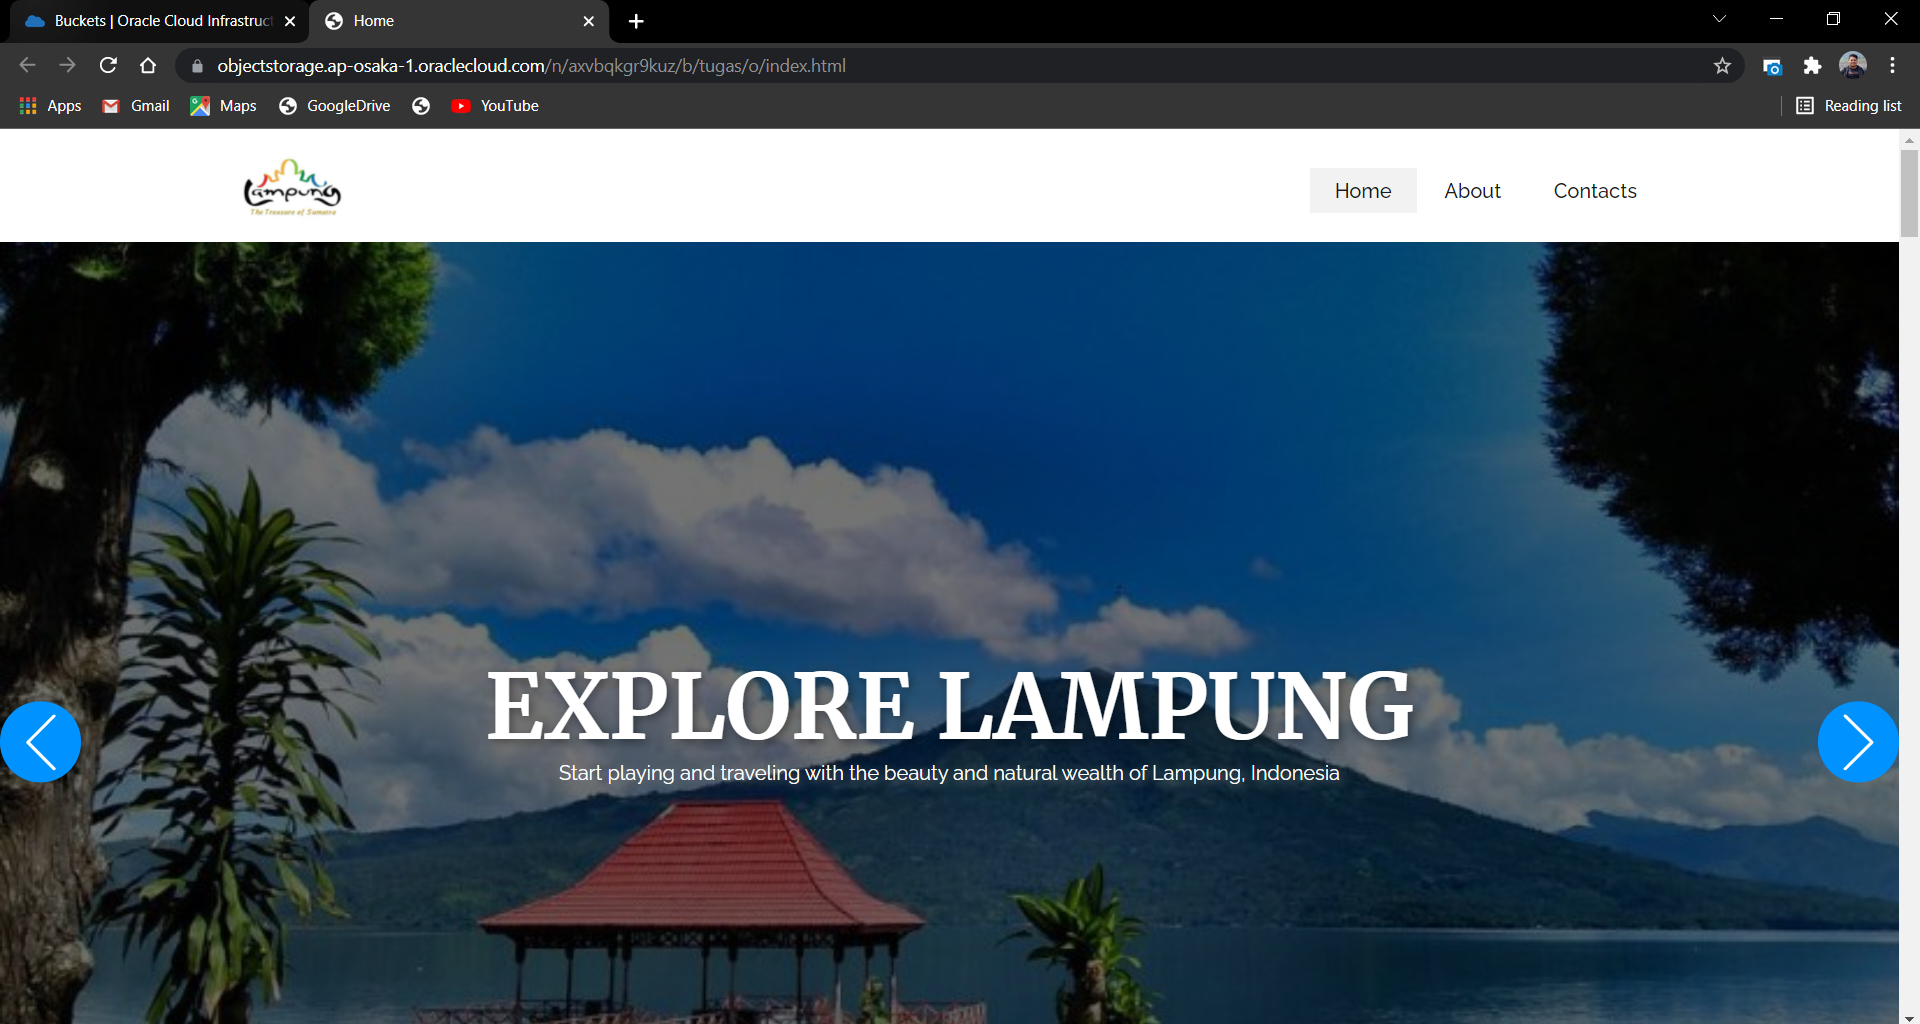 Buckets | Oracle Cloud Infrastruct
Home
objectstorage.ap-osaka-1.oraclecloud.com/n/axvbqkgr9kuz/b/tugas/o/index.html
Apps
Gmail
Maps
GoogleDrive
YouTube
Reading list
Lampung
The Treasure of Sumatra
Home
About
Contacts
EXPLORE LAMPUNG
Start playing and traveling with the beauty and natural wealth of Lampung, Indonesia